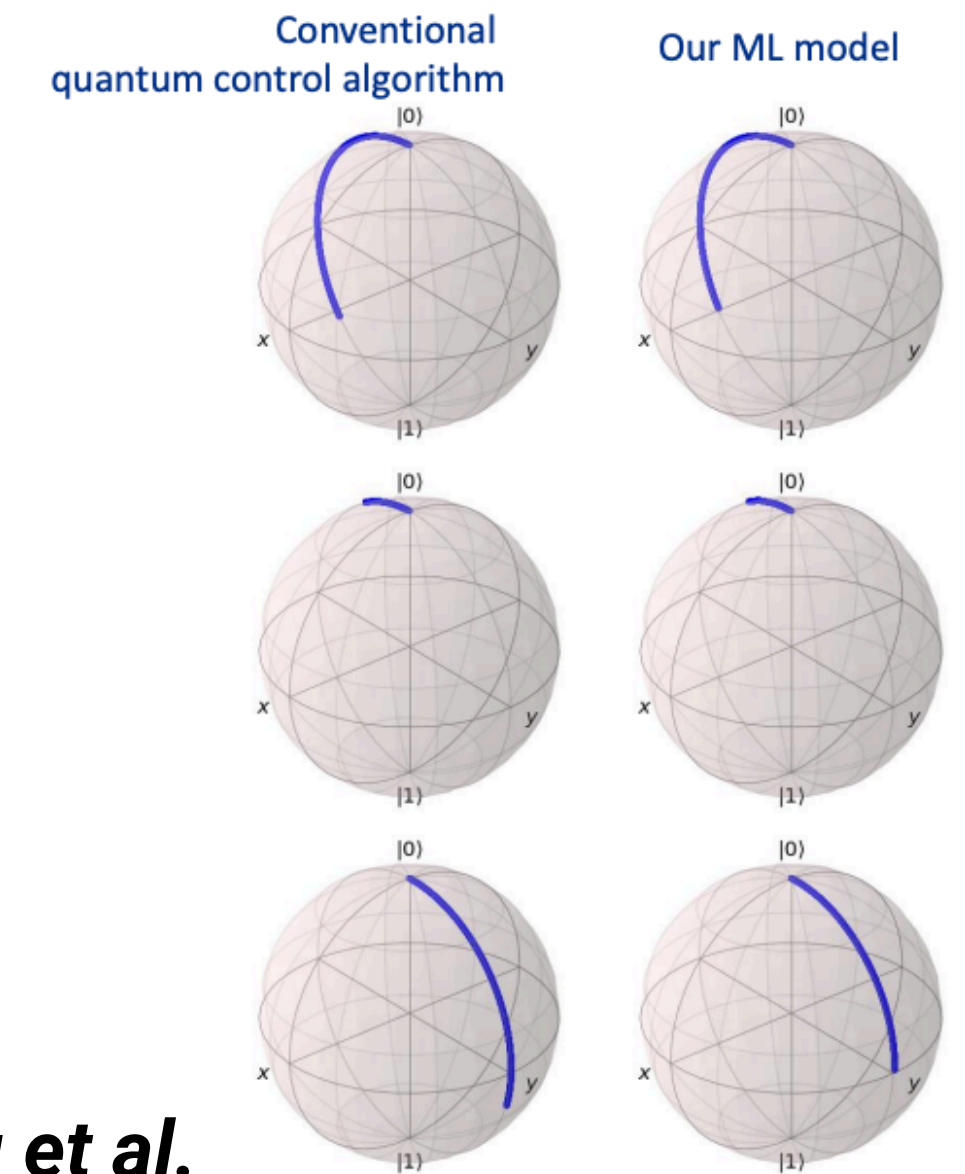 Conventional
quantum control algorithm
Our ML model
|0⟩ |0⟩
x y x y
|1⟩ |1⟩
|0⟩ |0⟩
x y x y
|1⟩ |1⟩
|0⟩ |0⟩
x y x y
et al.
|1⟩ |1⟩